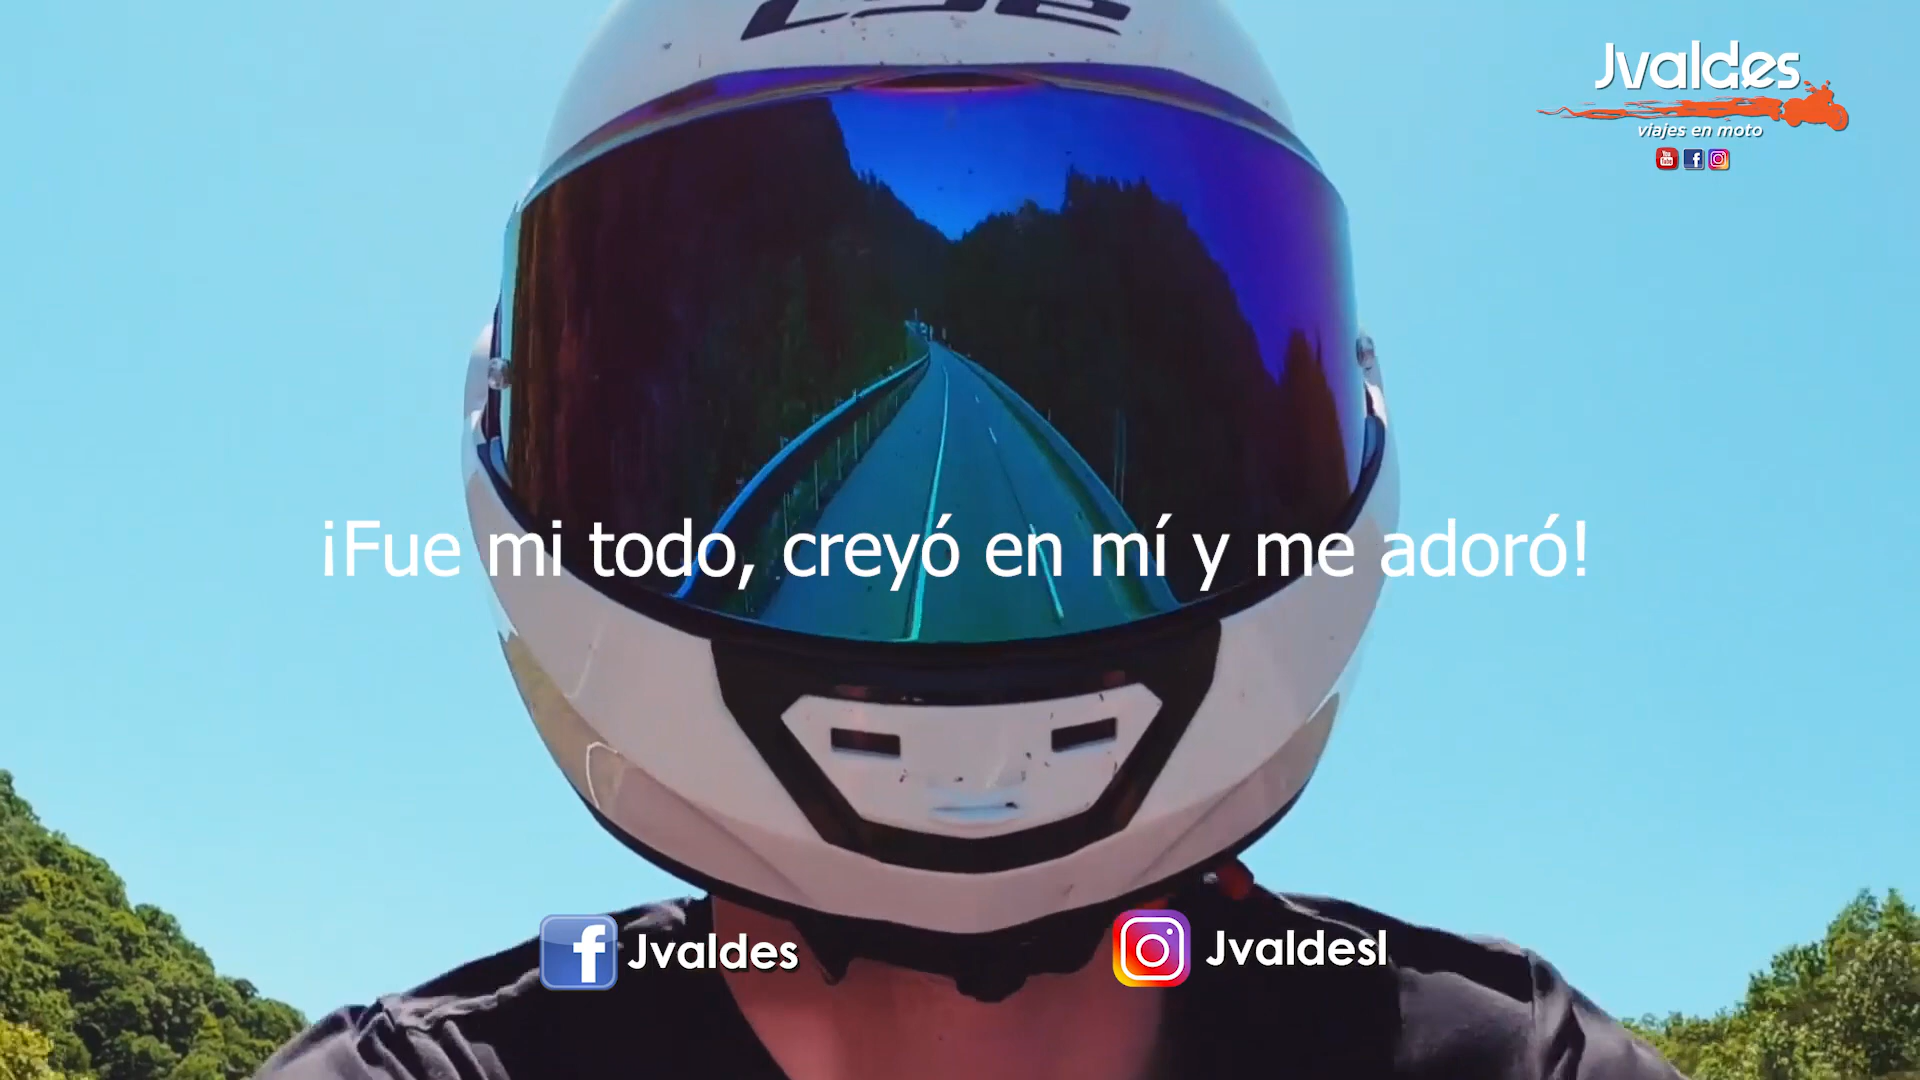 Jvaldes
viajes en moto
¡Fue mi todo, creyó en mí y me adoró!
Jvaldes
Jvaldesl